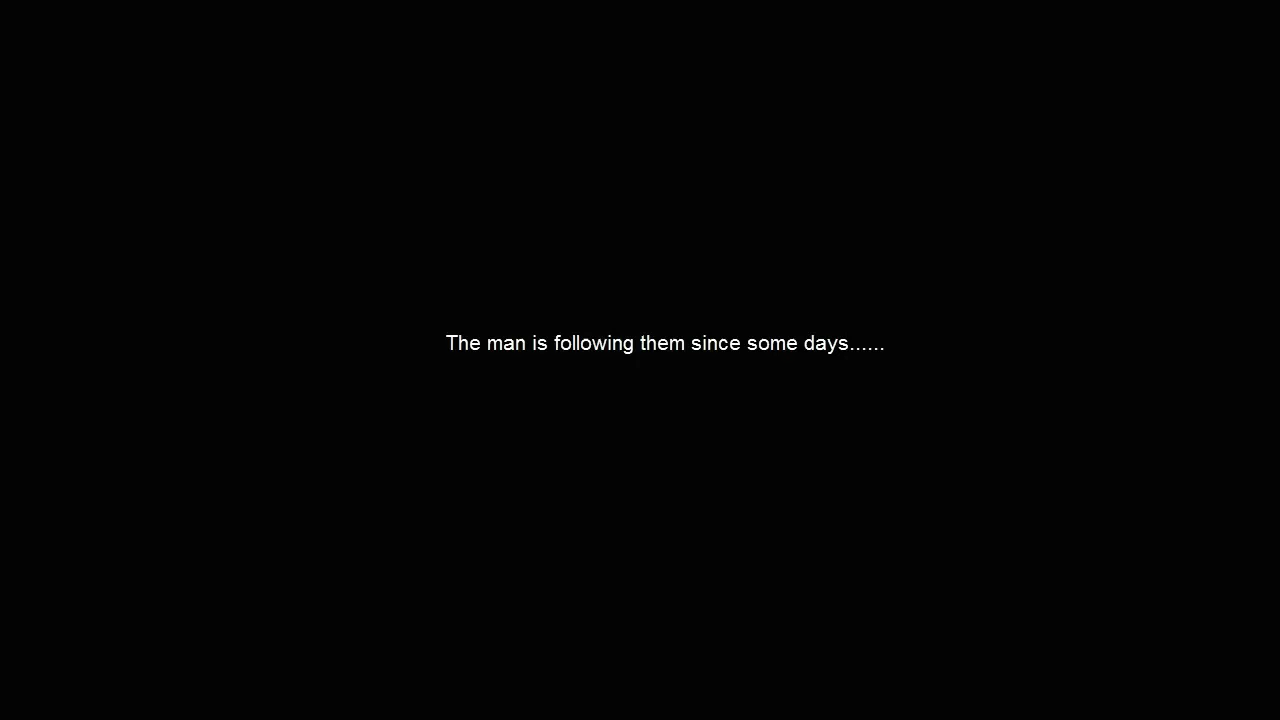 The man is following them since some days......